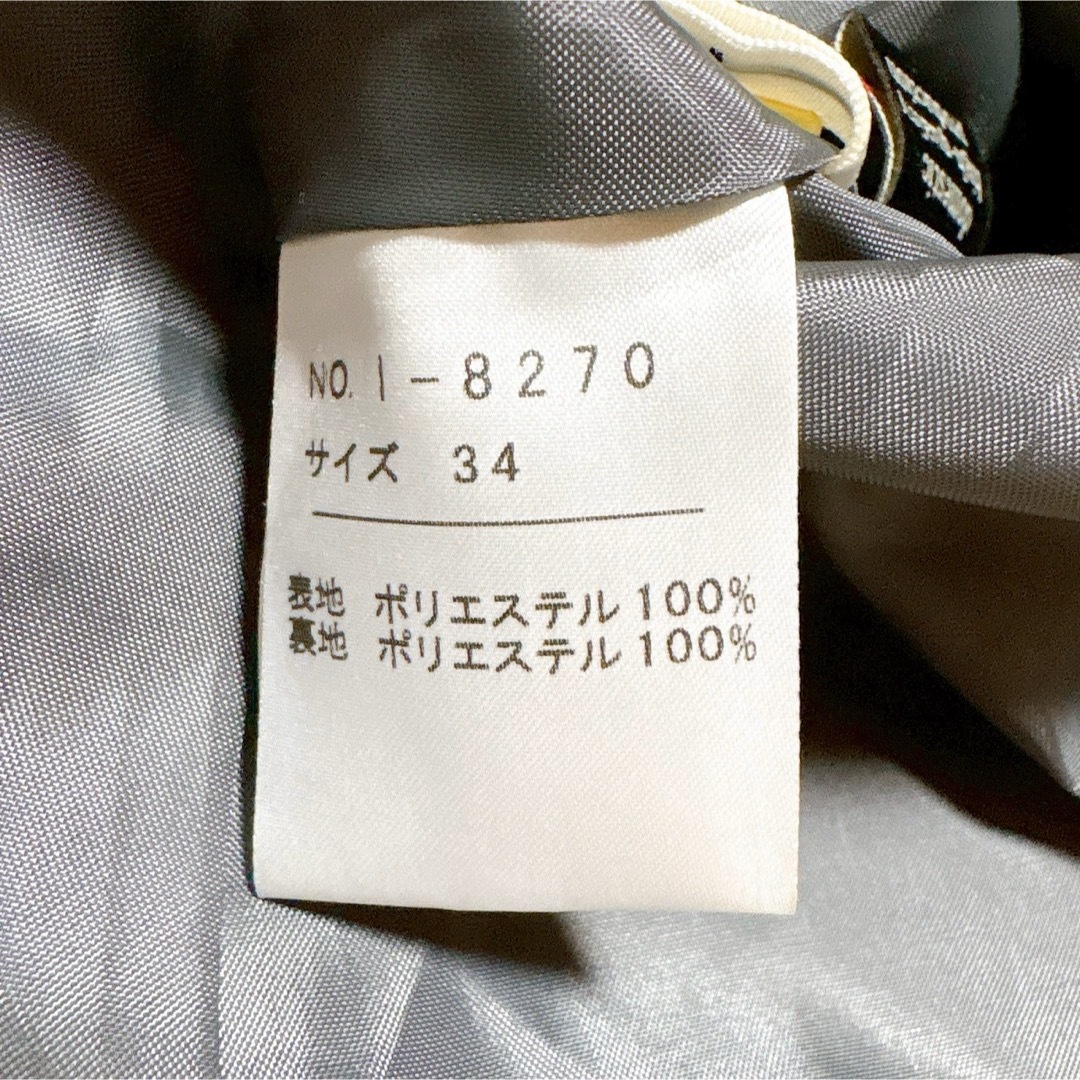 NO. I-8270
サイズ 34
表地 ポリエステル100%
裏地 ポリエステル100%